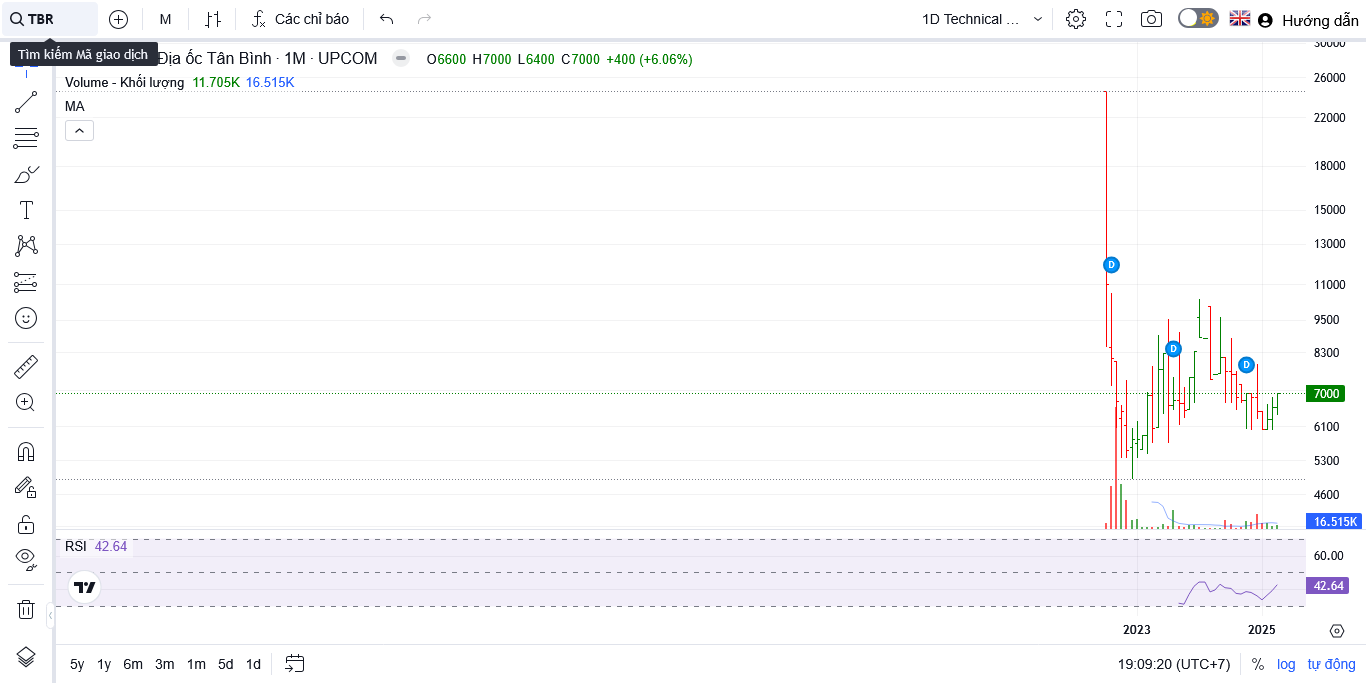 TBR
M
Các chỉ báo
1D Technical ...
Hướng dẫn
Tìm kiếm Mã giao dịch
Địa ốc Tân Bình · 1M · UPCOM
O6600 H7000 L6400 C7000 +400 (+6.06%)
Volume - Khối lượng 11.705K 16.515K
MA
30000
26000
22000
18000
15000
13000
11000
9500
8300
7000
6100
5300
4600
16.515K
D
D
D
RSI 42.64
60.00
42.64
2023
2025
5y 1y 6m 3m 1m 5d 1d
19:09:20 (UTC+7)
% log tự động